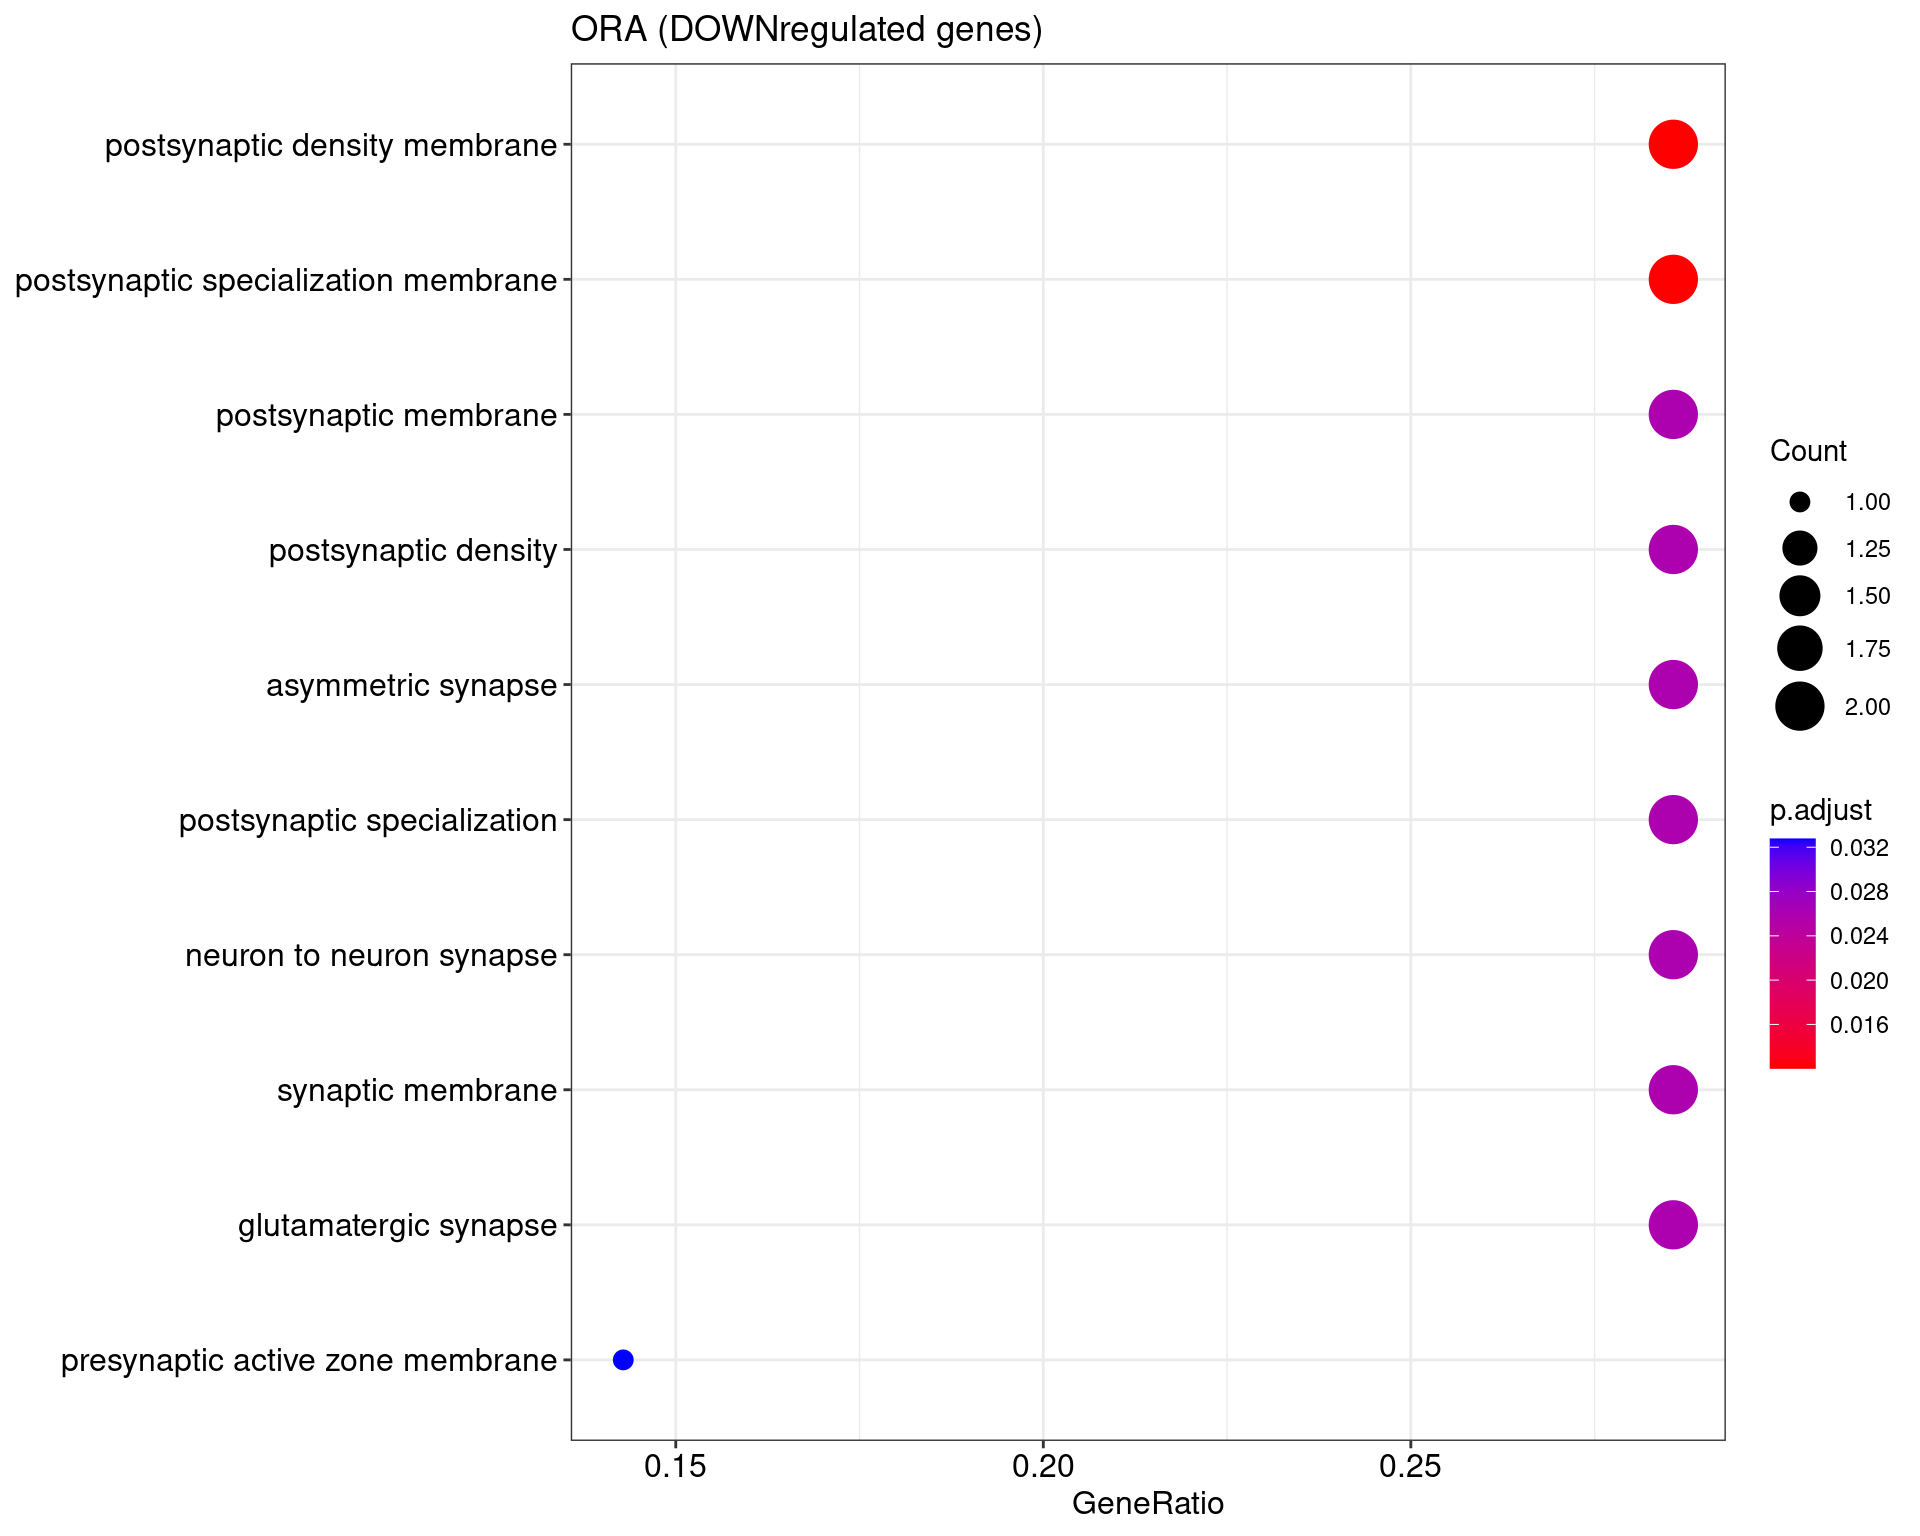 ORA (DOWNregulated genes)
postsynaptic density membrane
postsynaptic specialization membrane
postsynaptic membrane
postsynaptic density
asymmetric synapse
postsynaptic specialization
neuron to neuron synapse
synaptic membrane
glutamatergic synapse
presynaptic active zone membrane
0.15 0.20 0.25
GeneRatio
Count
1.00
1.25
1.50
1.75
2.00
p.adjust
0.032
0.028
0.024
0.020
0.016